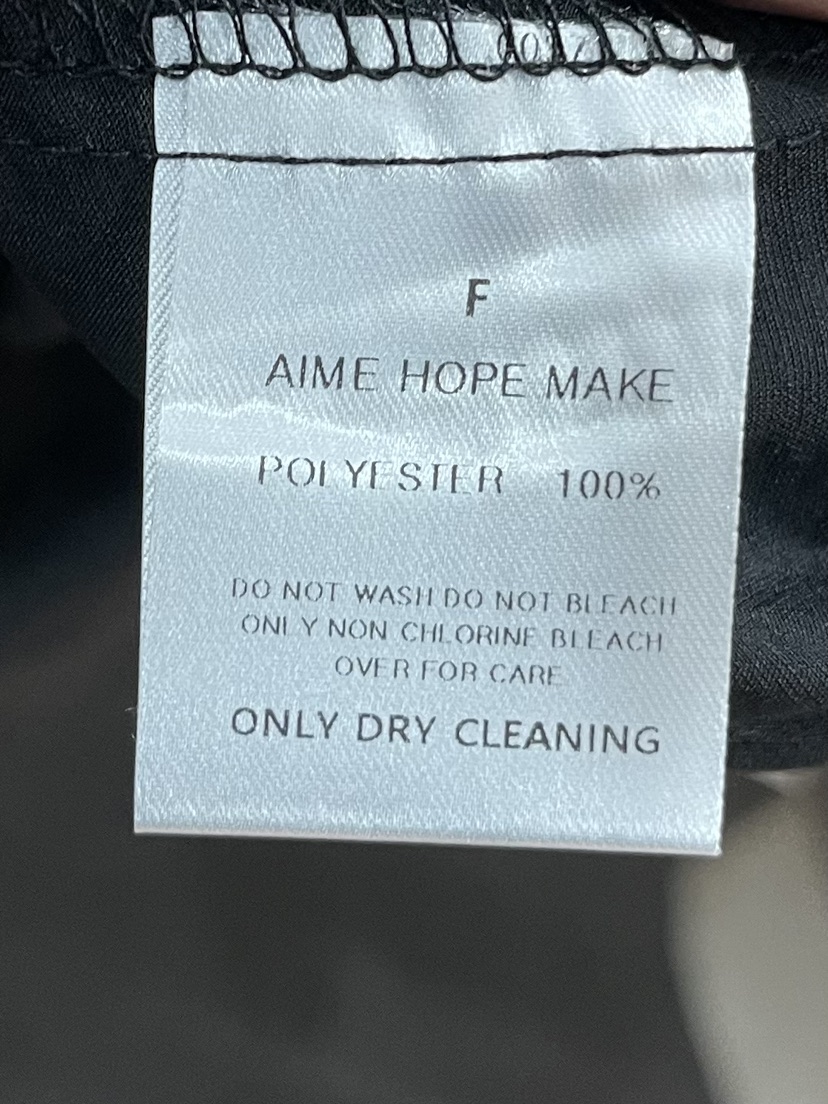 F
AIME HOPE MAKE
POLYESTER 100%
DO NOT WASH DO NOT BLEACH
ONLY NON CHLORINE BLEACH
OVER FOR CARE
ONLY DRY CLEANING